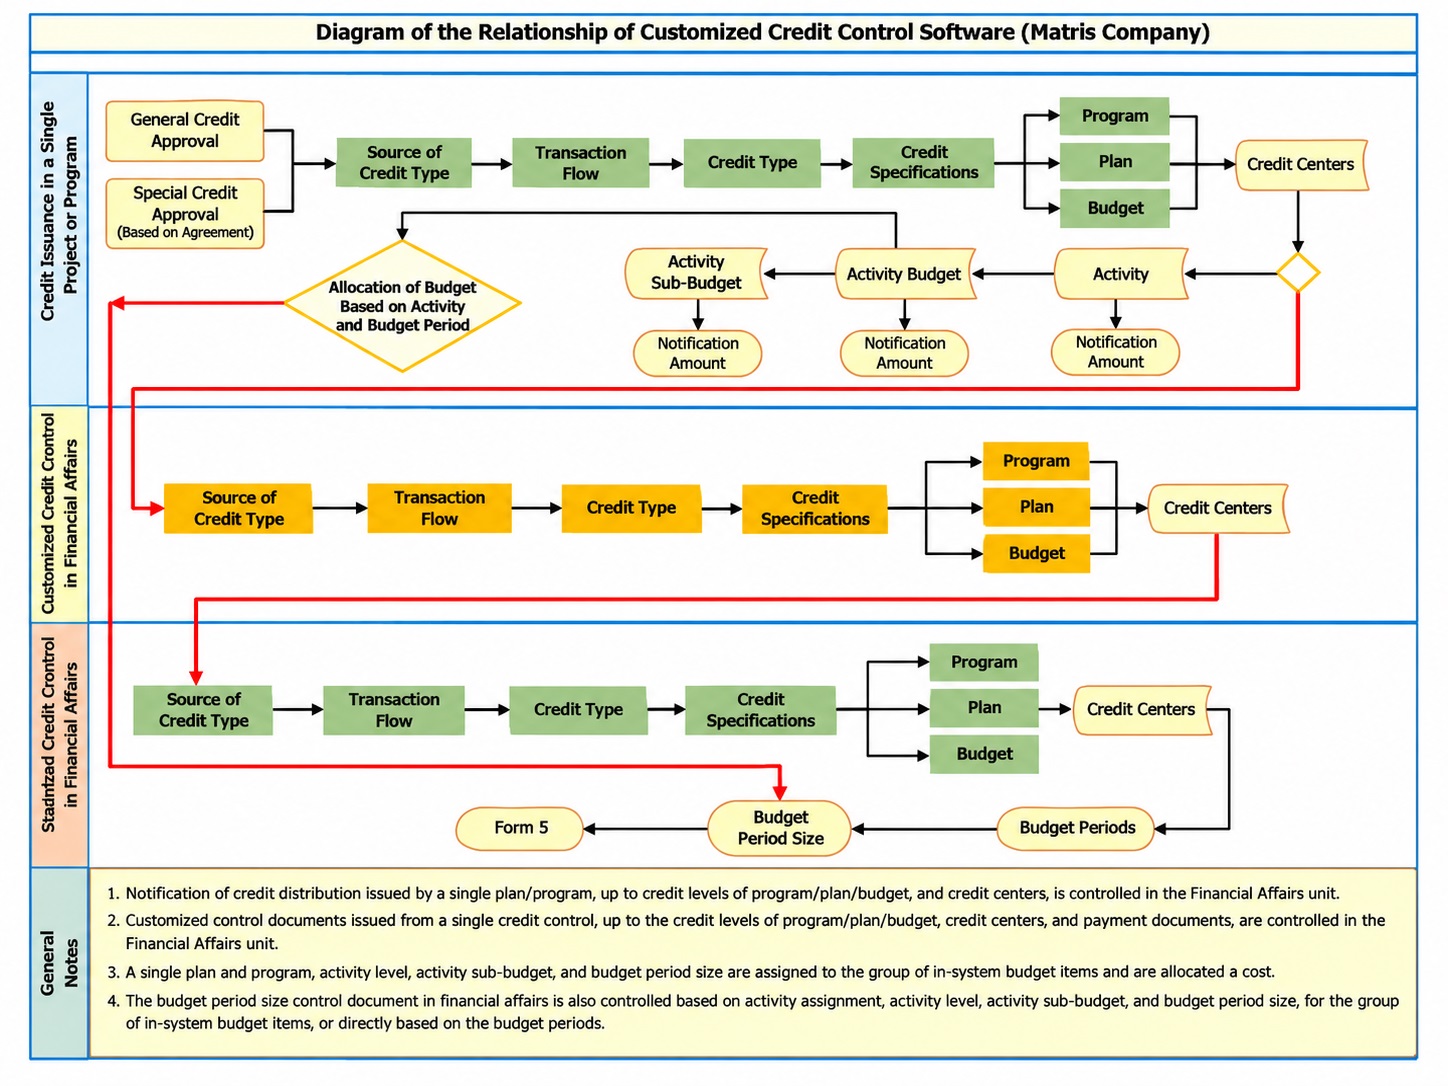 Diagram of the Relationship of Customized Credit Control Software (Matris Company)
Credit Issuance in a Single
Project or Program
General Credit
Approval
Special Credit
Approval
(Based on Agreement)
Source of
Credit Type
Transaction
Flow
Credit Type
Credit
Specifications
Program
Plan
Budget
Credit Centers
Allocation of Budget
Based on Activity
and Budget Period
Activity
Sub-Budget
Activity Budget
Activity
Notification
Amount
Notification
Amount
Notification
Amount
Customized Credit Crontrol
in Financial Affairs
Source of
Credit Type
Transaction
Flow
Credit Type
Credit
Specifications
Program
Plan
Budget
Credit Centers
Stadntzad Credit Crontrol
in Financial Affairs
Source of
Credit Type
Transaction
Flow
Credit Type
Credit
Specifications
Program
Plan
Budget
Credit Centers
Form 5
Budget
Period Size
Budget Periods
General
Notes
1. Notification of credit distribution issued by a single plan/program, up to credit levels of program/plan/budget, and credit centers, is controlled in the Financial Affairs unit.
2. Customized control documents issued from a single credit control, up to the credit levels of program/plan/budget, credit centers, and payment documents, are controlled in the
Financial Affairs unit.
3. A single plan and program, activity level, activity sub-budget, and budget period size are assigned to the group of in-system budget items and are allocated a cost.
4. The budget period size control document in financial affairs is also controlled based on activity assignment, activity level, activity sub-budget, and budget period size, for the group
of in-system budget items, or directly based on the budget periods.